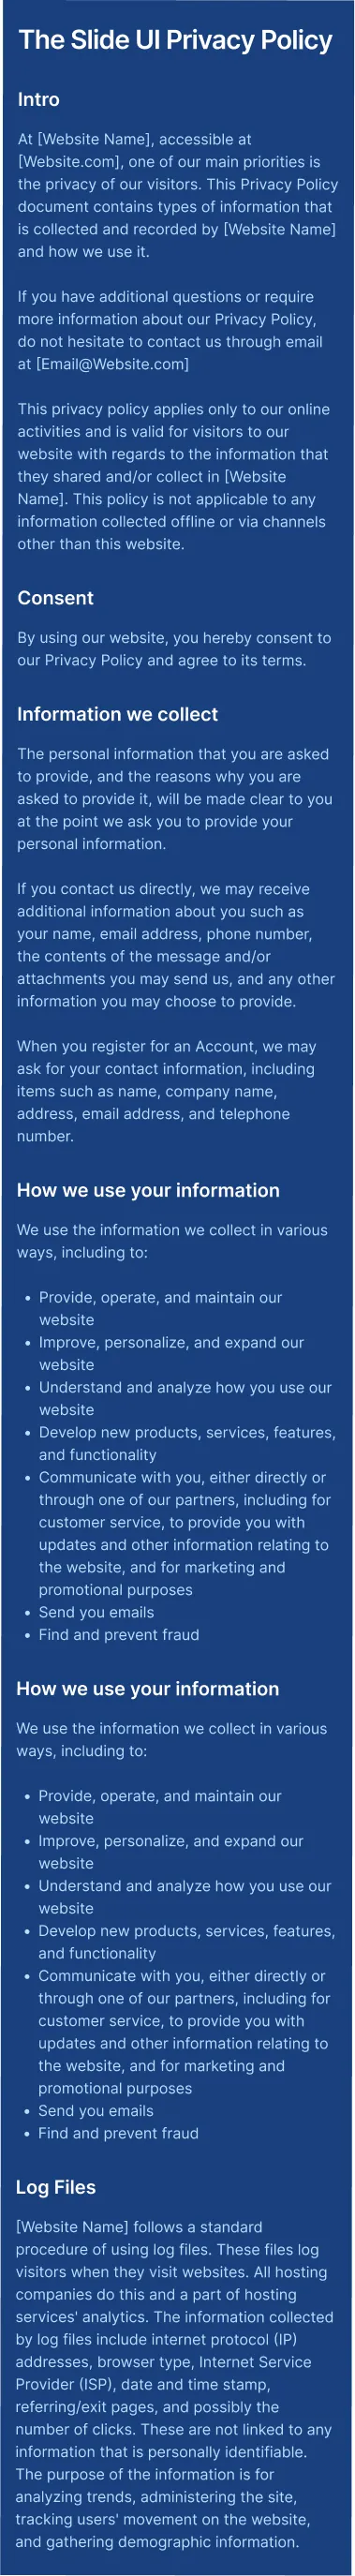 The Slide UI Privacy Policy
Intro
At [Website Name], accessible at
[Website.com], one of our main priorities is
the privacy of our visitors. This Privacy Policy
document contains types of information that
is collected and recorded by [Website Name]
and how we use it.
If you have additional questions or require
more information about our Privacy Policy,
do not hesitate to contact us through email
at [Email@Website.com]
This privacy policy applies only to our online
activities and is valid for visitors to our
website with regards to the information that
they shared and/or collect in [Website
Name]. This policy is not applicable to any
information collected offline or via channels
other than this website.
Consent
By using our website, you hereby consent to
our Privacy Policy and agree to its terms.
Information we collect
The personal information that you are asked
to provide, and the reasons why you are
asked to provide it, will be made clear to you
at the point we ask you to provide your
personal information.
If you contact us directly, we may receive
additional information about you such as
your name, email address, phone number,
the contents of the message and/or
attachments you may send us, and any other
information you may choose to provide.
When you register for an Account, we may
ask for your contact information, including
items such as name, company name,
address, email address, and telephone
number.
How we use your information
We use the information we collect in various
ways, including to:
• Provide, operate, and maintain our
website
• Improve, personalize, and expand our
website
• Understand and analyze how you use our
website
• Develop new products, services, features,
and functionality
• Communicate with you, either directly or
through one of our partners, including for
customer service, to provide you with
updates and other information relating to
the website, and for marketing and
promotional purposes
• Send you emails
• Find and prevent fraud
How we use your information
We use the information we collect in various
ways, including to:
• Provide, operate, and maintain our
website
• Improve, personalize, and expand our
website
• Understand and analyze how you use our
website
• Develop new products, services, features,
and functionality
• Communicate with you, either directly or
through one of our partners, including for
customer service, to provide you with
updates and other information relating to
the website, and for marketing and
promotional purposes
• Send you emails
• Find and prevent fraud
Log Files
[Website Name] follows a standard
procedure of using log files. These files log
visitors when they visit websites. All hosting
companies do this and a part of hosting
services' analytics. The information collected
by log files include internet protocol (IP)
addresses, browser type, Internet Service
Provider (ISP), date and time stamp,
referring/exit pages, and possibly the
number of clicks. These are not linked to any
information that is personally identifiable.
The purpose of the information is for
analyzing trends, administering the site,
tracking users' movement on the website,
and gathering demographic information.